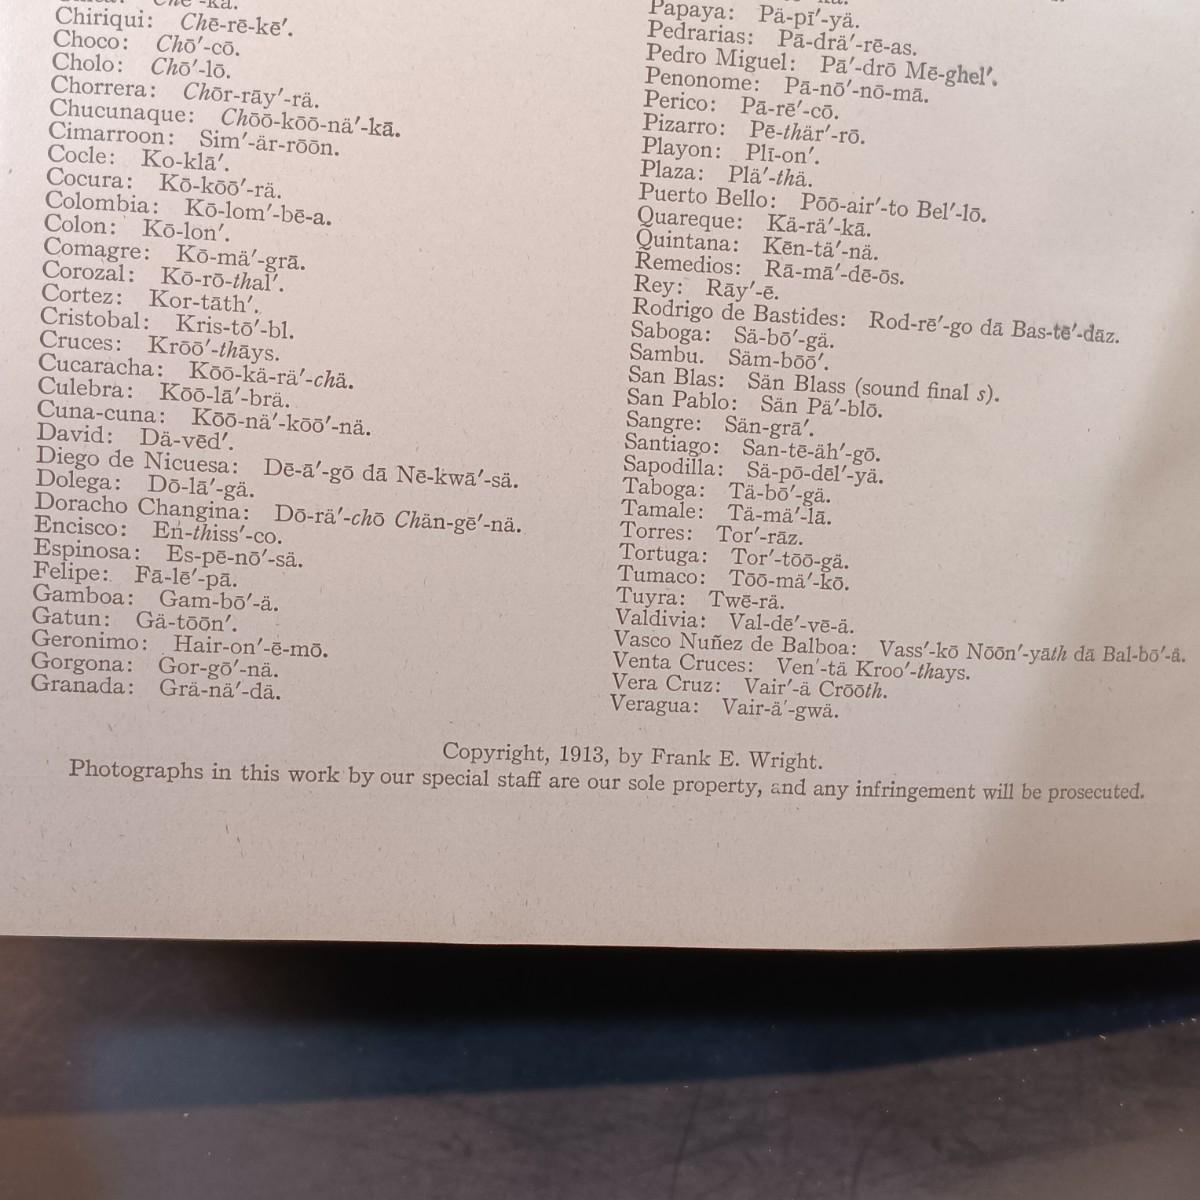 Chiriqui: Chē-rē-kē′.
Choco: Chō′-cō.
Cholo: Chō′-lō.
Chorrera: Chōr-rāy′-rä.
Chucunaque: Chōō-kōō-nä′-kā.
Cimarroon: Sim′-är-rōōn.
Cocle: Ko-klā′.
Cocura: Kō-kōō′-rä.
Colombia: Kō-lom′-bē-a.
Colon: Kō-lon′.
Comagre: Kō-mä′-grā.
Corozal: Kō-rō-thal′.
Cortez: Kor-tāth′.
Cristobal: Kris-tō′-bl.
Cruces: Krōō′-thāys.
Cucaracha: Kōō-kä-rä′-chä.
Culebra: Kōō-lā′-brä.
Cuna-cuna: Kōō-nä′-kōō′-nä.
David: Dä-vēd′.
Diego de Nicuesa: Dē-ā′-gō dā Nē-kwā′-sä.
Dolega: Dō-lā′-gä.
Doracho Changina: Dō-rä′-chō Chän-gē′-nä.
Encisco: En-thiss′-co.
Espinosa: Es-pē-nō′-sä.
Felipe: Fā-lē′-pā.
Gamboa: Gam-bō′-ä.
Gatun: Gä-tōōn′.
Geronimo: Hair-on′-ē-mō.
Gorgona: Gor-gō′-nä.
Granada: Grä-nä′-dä.
Papaya: Pä-pī′-yä.
Pedrarias: Pā-drä′-rē-as.
Pedro Miguel: Pā′-drō Mē-ghel′.
Penonome: Pā-nō′-nō-mā.
Perico: Pā-rē′-cō.
Pizarro: Pē-thär′-rō.
Playon: Plī-on′.
Plaza: Plä′-thä.
Puerto Bello: Pōō-air′-to Bel′-lō.
Quareque: Kä-rä′-kā.
Quintana: Kēn-tä′-nä.
Remedios: Rā-mā′-dē-ōs.
Rey: Rāy′-ē.
Rodrigo de Bastides: Rod-rē′-go dā Bas-tē′-dāz.
Saboga: Sä-bō′-gä.
Sambu. Säm-bōō′.
San Blas: Sän Blass (sound final s).
San Pablo: Sän Pä′-blō.
Sangre: Sän-grā′.
Santiago: San-tē-äh′-gō.
Sapodilla: Sä-pō-dēl′-yä.
Taboga: Tä-bō′-gä.
Tamale: Tä-mä′-lā.
Torres: Tor′-rāz.
Tortuga: Tor′-tōō-gä.
Tumaco: Tōō-mä′-kō.
Tuyra: Twē-rä.
Valdivia: Val-dē′-vē-ä.
Vasco Nuñez de Balboa: Vass′-kō Nōōn′-yāth dā Bal-bō′-ä.
Venta Cruces: Ven′-tä Kroo′-thays.
Vera Cruz: Vair′-ä Crōōth.
Veragua: Vair-ä′-gwä.
Copyright, 1913, by Frank E. Wright.
Photographs in this work by our special staff are our sole property, and any infringement will be prosecuted.